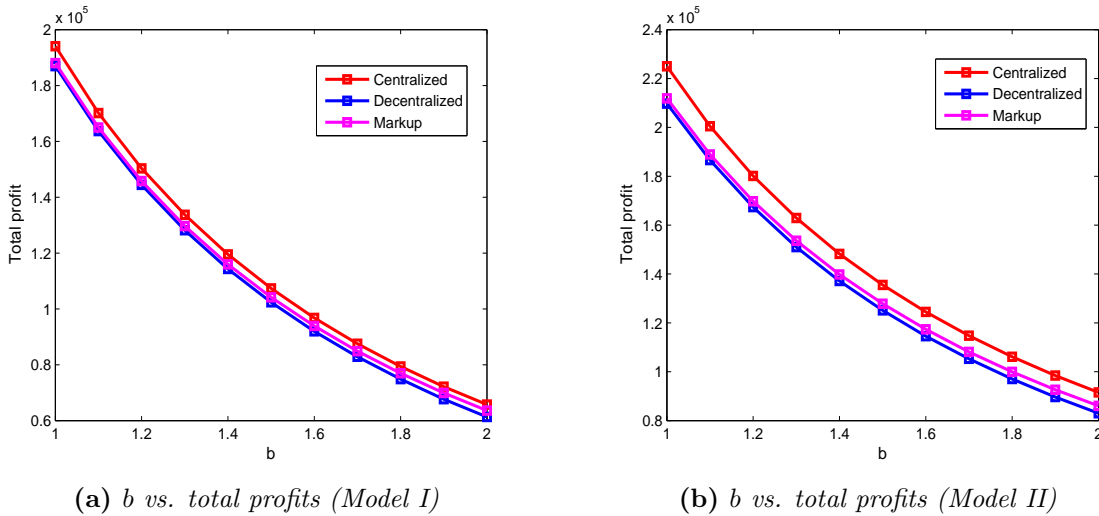 x 10^5
2
1.8
1.6
1.4
1.2
1
0.8
0.6
1 1.2 1.4 1.6 1.8 2
Total profit
b
Centralized
Decentralized
Markup
(a) b vs. total profits (Model I)
x 10^5
2.4
2.2
2
1.8
1.6
1.4
1.2
1
0.8
1 1.2 1.4 1.6 1.8 2
Total profit
b
Centralized
Decentralized
Markup
(b) b vs. total profits (Model II)